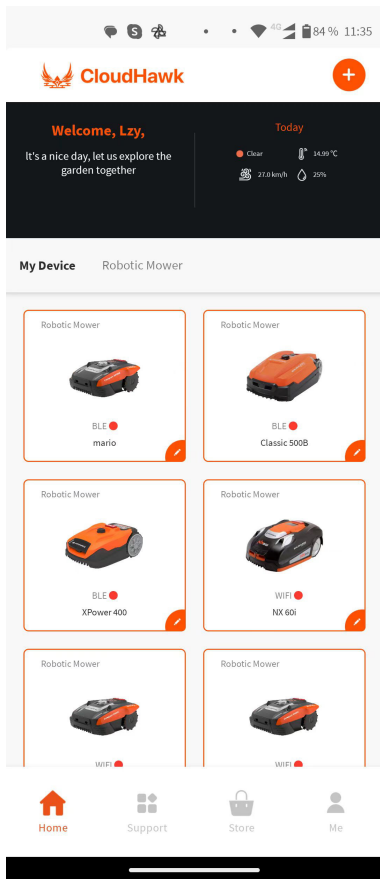 4G 84 % 11:35
CloudHawk
Welcome, Lzy,
It's a nice day, let us explore the
garden together
Today
Clear 14.99 °C
27.0 km/h 25%
My Device Robotic Mower
Robotic Mower Robotic Mower
BLE BLE
mario Classic 500B
Robotic Mower Robotic Mower
BLE WIFI
XPower 400 NX 60i
Robotic Mower Robotic Mower
WIFI WIFI
Home Support Store Me